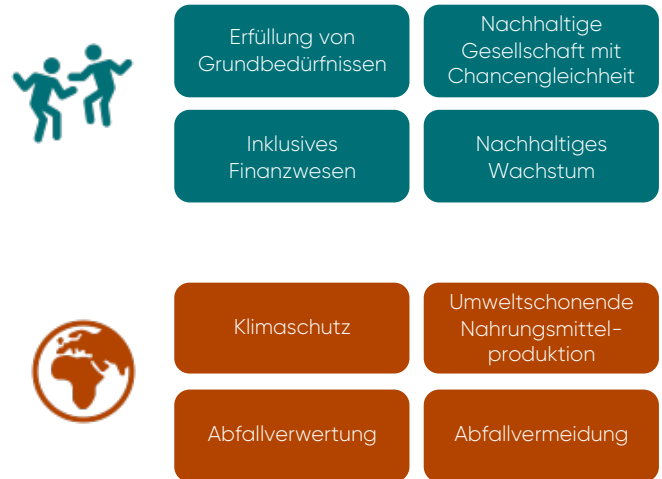 Erfüllung von
Grundbedürfnissen
Nachhaltige
Gesellschaft mit
Chancengleichheit
Inklusives
Finanzwesen
Nachhaltiges
Wachstum
Klimaschutz
Umweltschonende
Nahrungsmittel-
produktion
Abfallverwertung
Abfallvermeidung